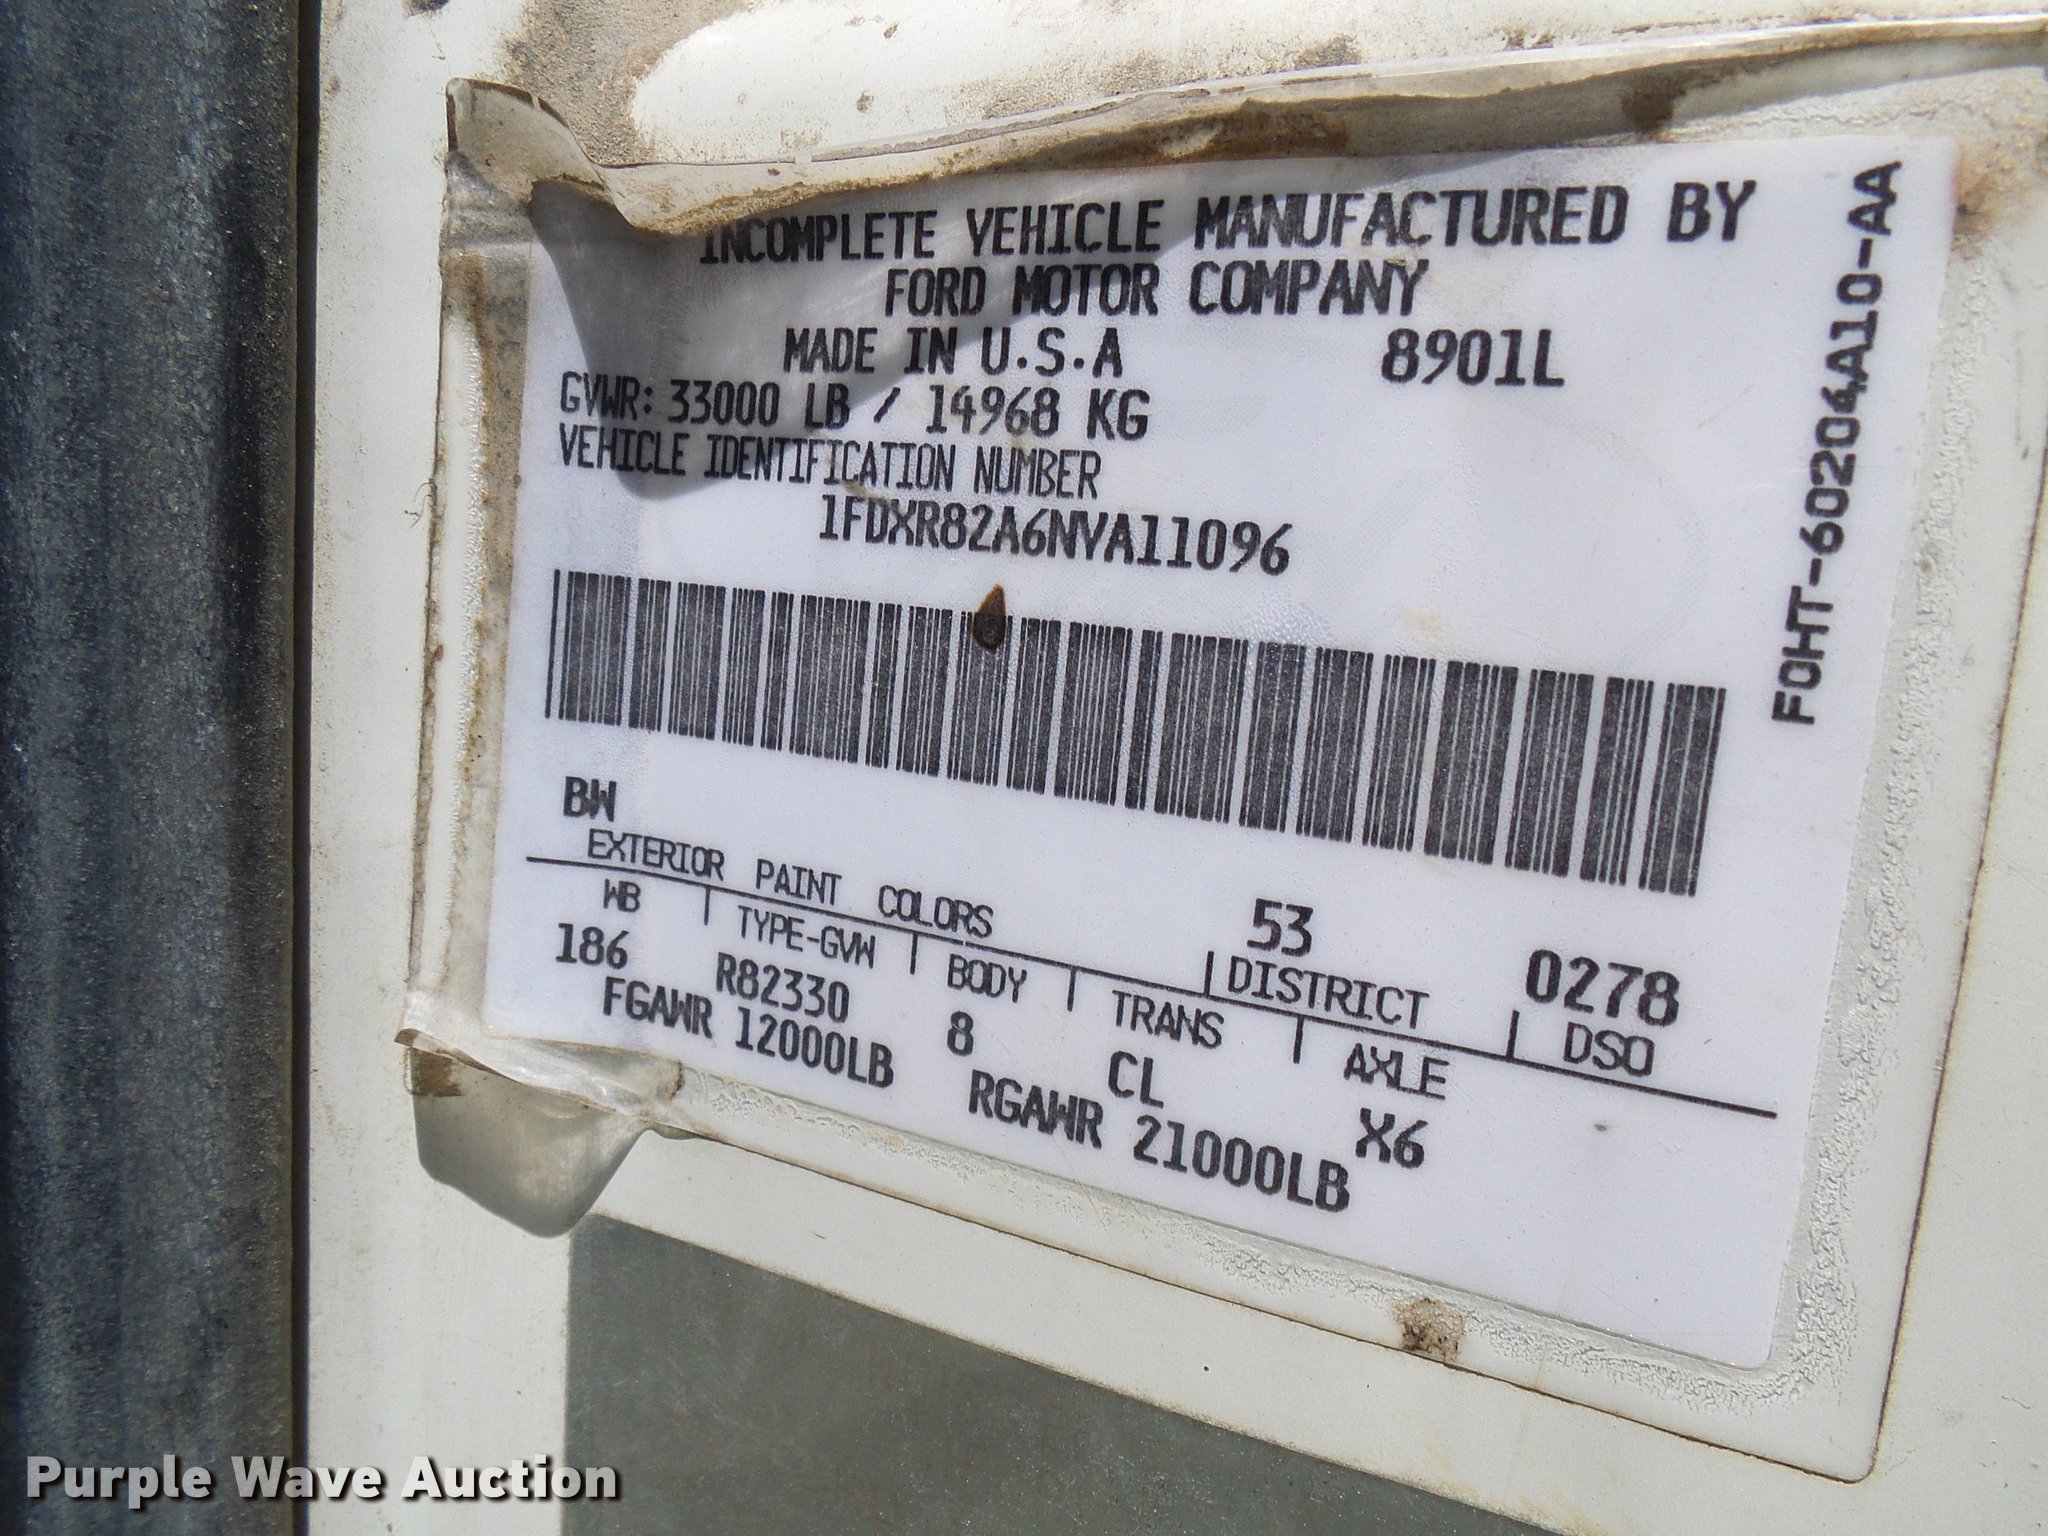 INCOMPLETE VEHICLE MANUFACTURED BY
FORD MOTOR COMPANY
MADE IN U.S.A 8901L
GVWR: 33000 LB / 14968 KG
VEHICLE IDENTIFICATION NUMBER
1FDXR82A6NVA11096
F0HT-60204A10-AA
BW 53 0278
EXTERIOR PAINT COLORS DISTRICT DSO
WB TYPE-GVW BODY TRANS AXLE
186 R82330 8 CL X6
FGAWR 12000LB RGAWR 21000LB
Purple Wave Auction